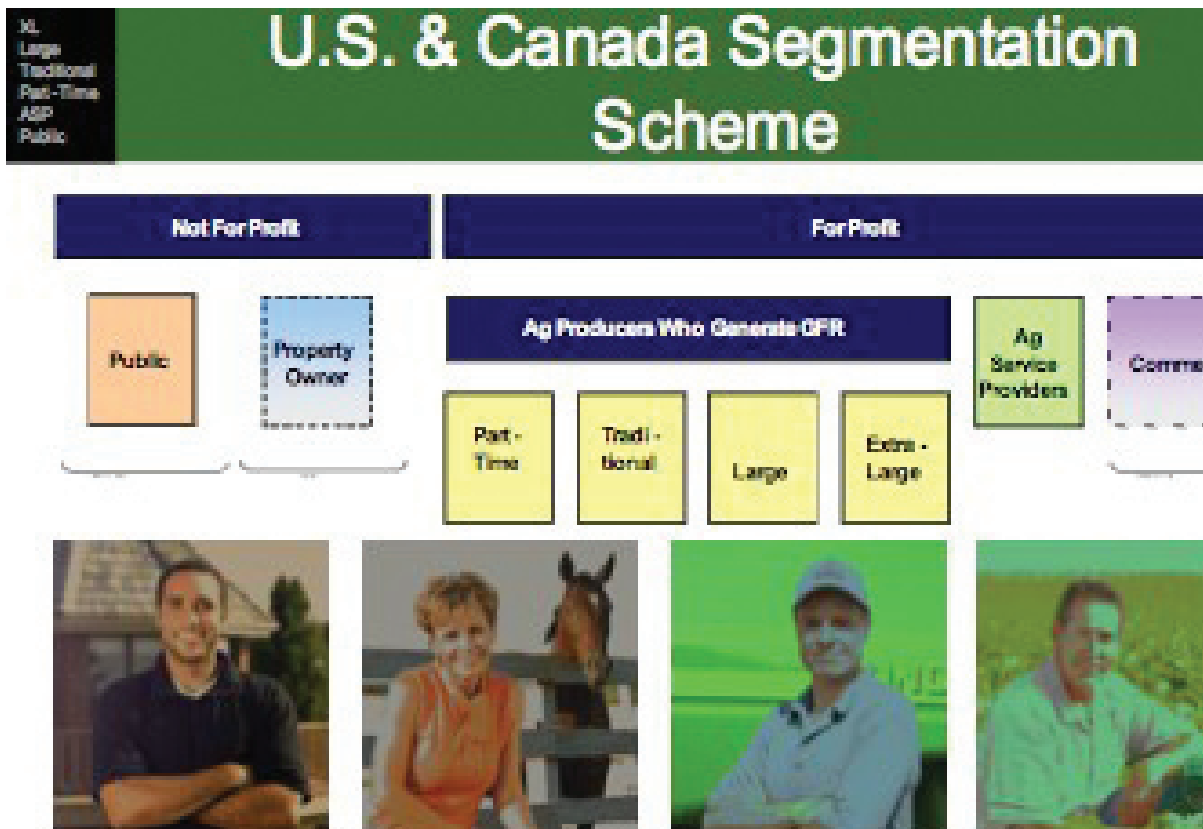 XL
Large
Traditional
Part-Time
ASP
Public
U.S. & Canada Segmentation
Scheme
Not For Profit
For Profit
Public
Property
Owner
Ag Producers Who Generate GFR
Ag
Service
Providers
Comme
Part -
Time
Tradi -
tional
Large
Extra -
Large